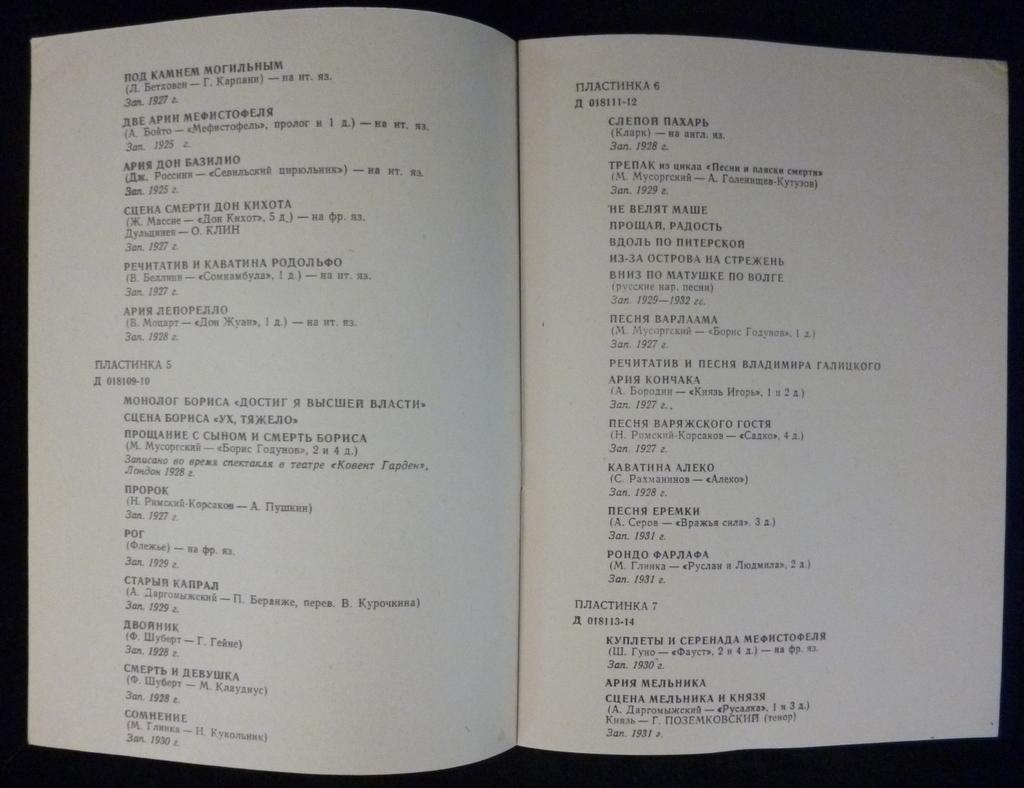 ПОД КАМНЕМ МОГИЛЬНЫМ
(Л. Бетховен — Г. Карпани) — на ит. яз.
Зап. 1927 г.
ДВЕ АРИИ МЕФИСТОФЕЛЯ
(А. Бойто — «Мефистофель», пролог и 1 д.) — на ит. яз.
Зап. 1925 г.
АРИЯ ДОН БАЗИЛИО
(Дж. Россини — «Севильский цирюльник») — на ит. яз.
Зап. 1925 г.
СЦЕНА СМЕРТИ ДОН КИХОТА
(Ж. Массне — «Дон Кихот», 5 д.) — на фр. яз.
Дульцинея — О. КЛИН
Зап. 1927 г.
РЕЧИТАТИВ И КАВАТИНА РОДОЛЬФО
(В. Беллини — «Сомнамбула», 1 д.) — на ит. яз.
Зап. 1927 г.
АРИЯ ЛЕПОРЕЛЛО
(В. Моцарт — «Дон Жуан», 1 д.) — на ит. яз.
Зап. 1928 г.
ПЛАСТИНКА 5
Д 018109-10
МОНОЛОГ БОРИСА «ДОСТИГ Я ВЫСШЕЙ ВЛАСТИ»
СЦЕНА БОРИСА «УХ, ТЯЖЕЛО»
ПРОЩАНИЕ С СЫНОМ И СМЕРТЬ БОРИСА
(М. Мусоргский — «Борис Годунов», 2 и 4 д.)
Записано во время спектакля в театре «Ковент Гарден»,
Лондон 1928 г.
ПРОРОК
(Н. Римский-Корсаков — А. Пушкин)
Зап. 1927 г.
РОГ
(Флежье) — на фр. яз.
Зап. 1929 г.
СТАРЫЙ КАПРАЛ
(А. Даргомыжский — П. Беранже, перев. В. Курочкина)
Зап. 1929 г.
ДВОЙНИК
(Ф. Шуберт — Г. Гейне)
Зап. 1928 г.
СМЕРТЬ И ДЕВУШКА
(Ф. Шуберт — М. Клаудиус)
Зап. 1928 г.
СОМНЕНИЕ
(М. Глинка — Н. Кукольник)
Зап. 1930 г.
ПЛАСТИНКА 6
Д 018111-12
СЛЕПОЙ ПАХАРЬ
(Кларк) — на англ. яз.
Зап. 1928 г.
ТРЕПАК из цикла «Песни и пляски смерти»
(М. Мусоргский — А. Голенищев-Кутузов)
Зап. 1929 г.
НЕ ВЕЛЯТ МАШЕ
ПРОЩАЙ, РАДОСТЬ
ВДОЛЬ ПО ПИТЕРСКОЙ
ИЗ-ЗА ОСТРОВА НА СТРЕЖЕНЬ
ВНИЗ ПО МАТУШКЕ ПО ВОЛГЕ
(русские нар. песни)
Зап. 1929—1932 гг.
ПЕСНЯ ВАРЛААМА
(М. Мусоргский — «Борис Годунов», 1 д.)
Зап. 1927 г.
РЕЧИТАТИВ И ПЕСНЯ ВЛАДИМИРА ГАЛИЦКОГО
АРИЯ КОНЧАКА
(А. Бородин — «Князь Игорь», 1 и 2 д.)
Зап. 1927 г..
ПЕСНЯ ВАРЯЖСКОГО ГОСТЯ
(Н. Римский-Корсаков — «Садко», 4 д.)
Зап. 1927 г.
КАВАТИНА АЛЕКО
(С. Рахманинов — «Алеко»)
Зап. 1928 г.
ПЕСНЯ ЕРЕМКИ
(А. Серов — «Вражья сила». 3 д.)
Зап. 1931 г.
РОНДО ФАРЛАФА
(М. Глинка — «Руслан и Людмила», 2 д.)
Зап. 1931 г.
ПЛАСТИНКА 7
Д 018113-14
КУПЛЕТЫ И СЕРЕНАДА МЕФИСТОФЕЛЯ
(Ш. Гуно — «Фауст», 2 и 4 д.) — на фр. яз.
Зап. 1930 г.
АРИЯ МЕЛЬНИКА
СЦЕНА МЕЛЬНИКА И КНЯЗЯ
(А. Даргомыжский — «Русалка», 1 и 3 д.)
Князь — Г. ПОЗЕМКОВСКИЙ (тенор)
Зап. 1931 г.